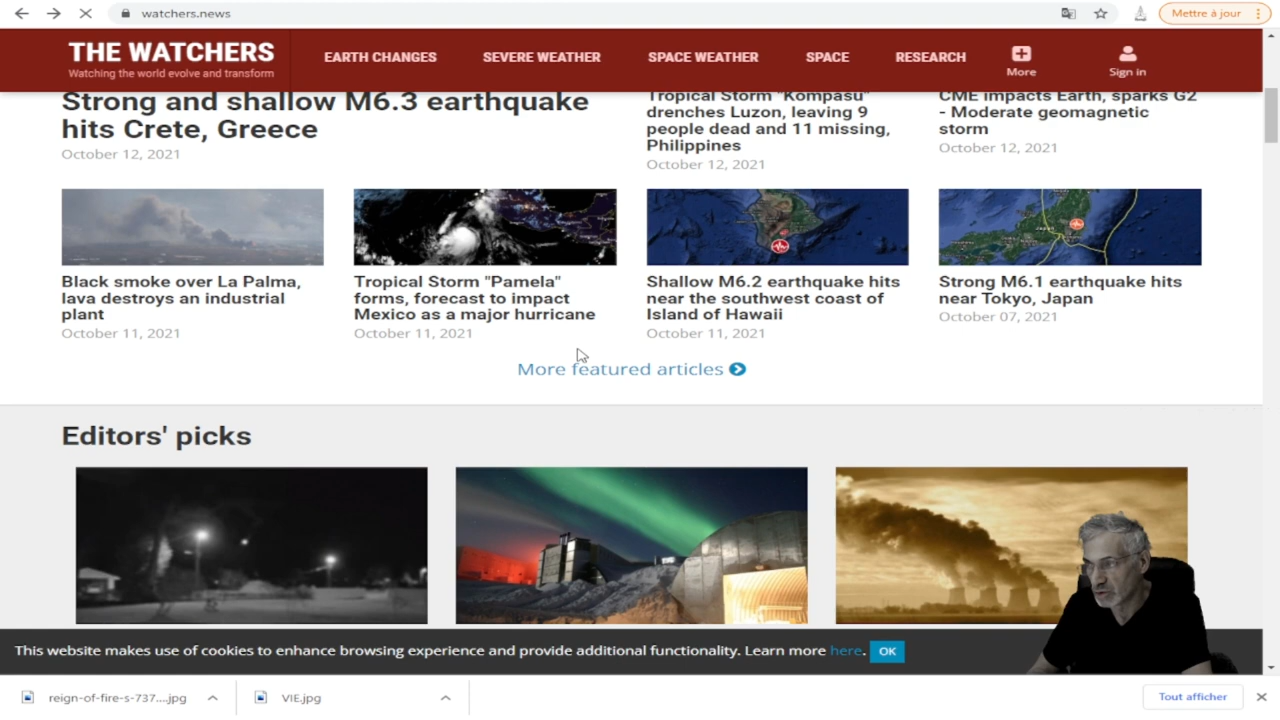 watchers.news
Mettre à jour
THE WATCHERS
Watching the world evolve and transform
EARTH CHANGES
SEVERE WEATHER
SPACE WEATHER
SPACE
RESEARCH
More
Sign in
Strong and shallow M6.3 earthquake
hits Crete, Greece
October 12, 2021
Tropical Storm "Kompasu"
drenches Luzon, leaving 9
people dead and 11 missing,
Philippines
October 12, 2021
CME impacts Earth, sparks G2
- Moderate geomagnetic
storm
October 12, 2021
Black smoke over La Palma,
lava destroys an industrial
plant
October 11, 2021
Tropical Storm "Pamela"
forms, forecast to impact
Mexico as a major hurricane
October 11, 2021
Shallow M6.2 earthquake hits
near the southwest coast of
Island of Hawaii
October 11, 2021
Strong M6.1 earthquake hits
near Tokyo, Japan
October 07, 2021
More featured articles
Editors' picks
This website makes use of cookies to enhance browsing experience and provide additional functionality. Learn more here. OK
reign-of-fire-s-737....jpg
VIE.jpg
Tout afficher